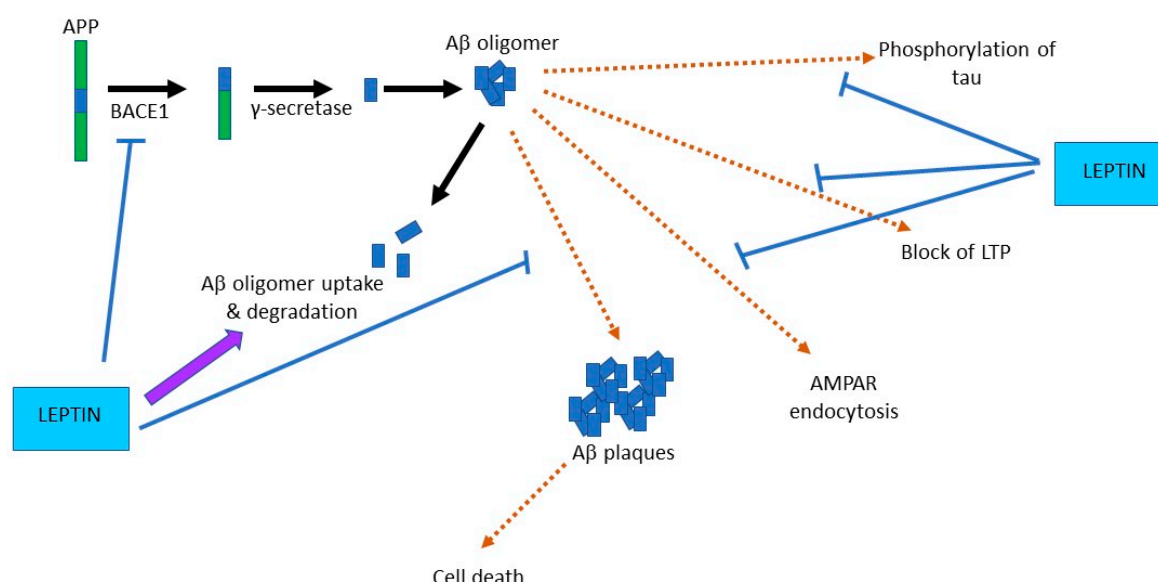 APP
Aβ oligomer
Phosphorylation of
tau
BACE1
γ-secretase
LEPTIN
Block of LTP
Aβ oligomer uptake
& degradation
LEPTIN
AMPAR
endocytosis
Aβ plaques
Cell death